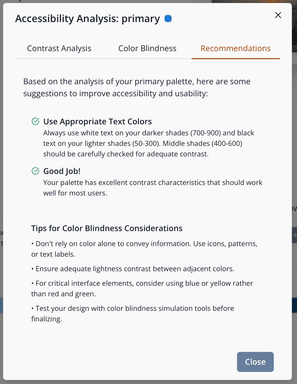 Accessibility Analysis: primary
Contrast Analysis
Color Blindness
Recommendations
Based on the analysis of your primary palette, here are some
suggestions to improve accessibility and usability:
Use Appropriate Text Colors
Always use white text on your darker shades (700-900) and black
text on your lighter shades (50-300). Middle shades (400-600)
should be carefully checked for adequate contrast.
Good Job!
Your palette has excellent contrast characteristics that should work
well for most users.
Tips for Color Blindness Considerations
• Don't rely on color alone to convey information. Use icons, patterns,
or text labels.
• Ensure adequate lightness contrast between adjacent colors.
• For critical interface elements, consider using blue or yellow rather
than red and green.
• Test your design with color blindness simulation tools before
finalizing.
Close